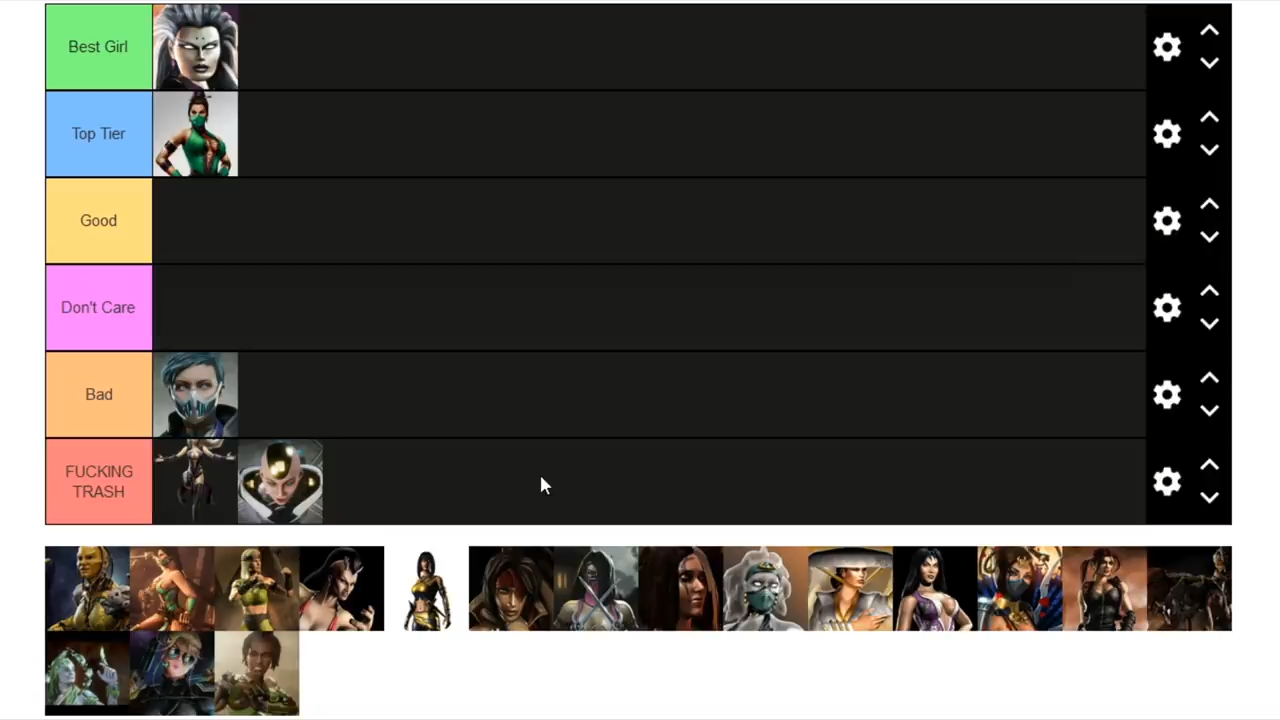 Best Girl
Top Tier
Good
Don't Care
Bad
FUCKING
TRASH